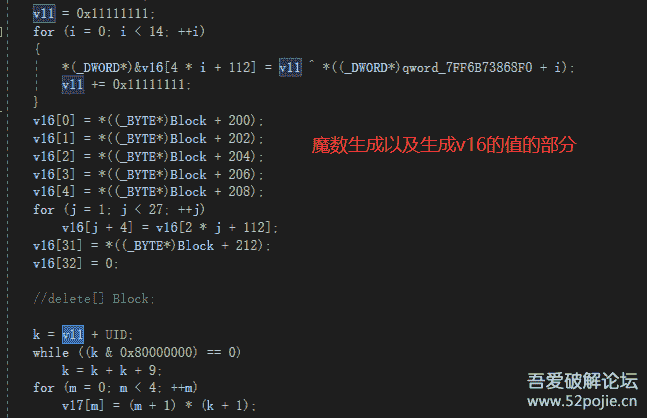 v11 = 0x11111111;
for (i = 0; i < 14; ++i)
{
*(_DWORD*)&v16[4 * i + 112] = v11 ^ *((_DWORD*)qword_7FF6B73868F0 + i);
v11 += 0x11111111;
}
v16[0] = *((_BYTE*)Block + 200);
v16[1] = *((_BYTE*)Block + 202);
v16[2] = *((_BYTE*)Block + 204);
v16[3] = *((_BYTE*)Block + 206);
v16[4] = *((_BYTE*)Block + 208);
魔数生成以及生成v16的值的部分
for (j = 1; j < 27; ++j)
v16[j + 4] = v16[2 * j + 112];
v16[31] = *((_BYTE*)Block + 212);
v16[32] = 0;
//delete[] Block;
k = v11 + UID;
while ((k & 0x80000000) == 0)
k = k + k + 9;
for (m = 0; m < 4; ++m)
v17[m] = (m + 1) * (k + 1);
吾爱破解论坛
www.52pojie.cn